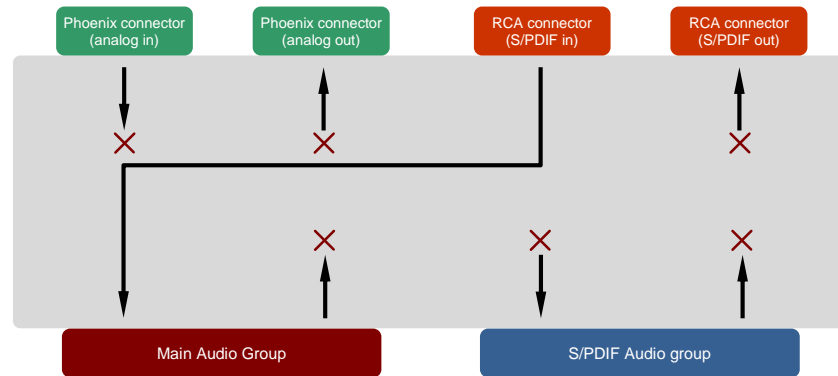 Phoenix connector
(analog in)
Phoenix connector
(analog out)
RCA connector
(S/PDIF in)
RCA connector
(S/PDIF out)
Main Audio Group
S/PDIF Audio group